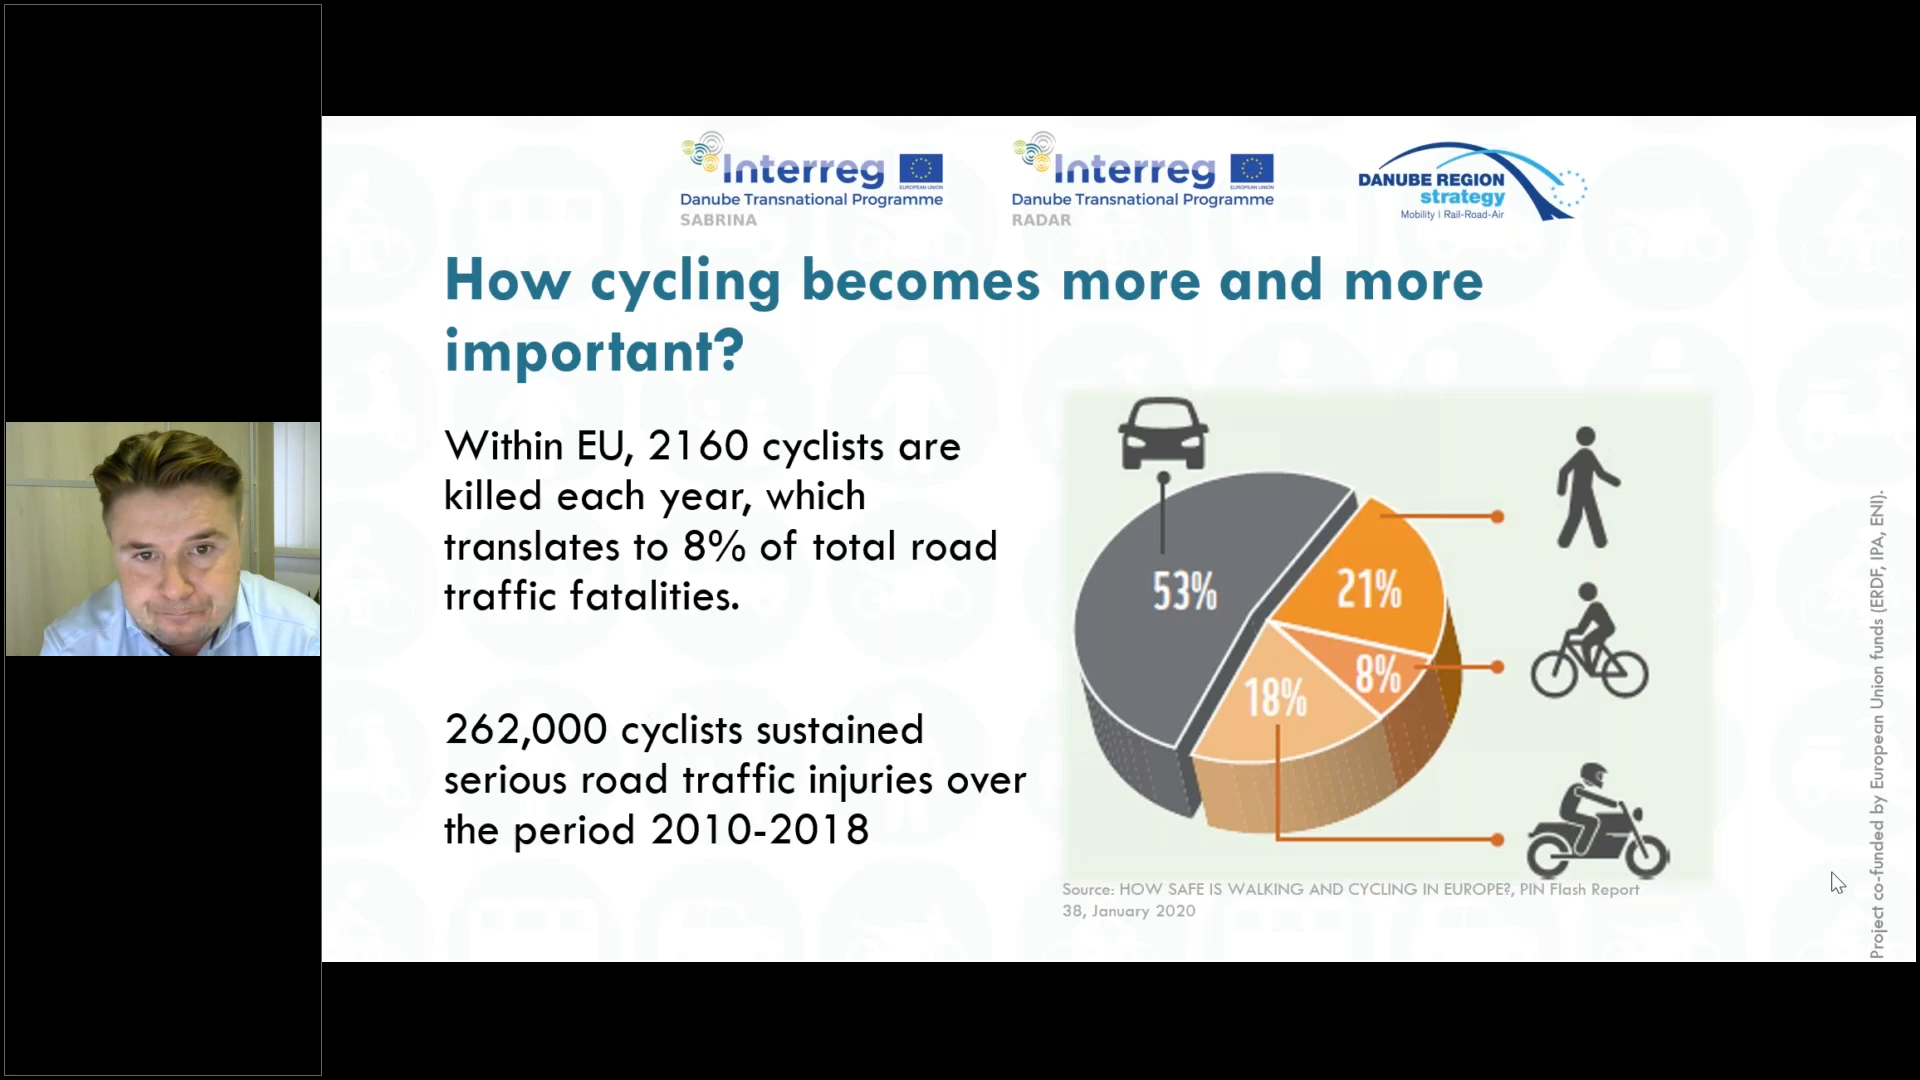 Interreg
EUROPEAN UNION
Danube Transnational Programme
SABRINA
Interreg
EUROPEAN UNION
Danube Transnational Programme
RADAR
DANUBE REGION
strategy
Mobility | Rail-Road-Air
How cycling becomes more and more
important?
Within EU, 2160 cyclists are
killed each year, which
translates to 8% of total road
traffic fatalities.
262,000 cyclists sustained
serious road traffic injuries over
the period 2010-2018
53%
21%
8%
18%
Source: HOW SAFE IS WALKING AND CYCLING IN EUROPE?, PIN Flash Report
38, January 2020
Project co-funded by European Union funds (ERDF, IPA, ENI).